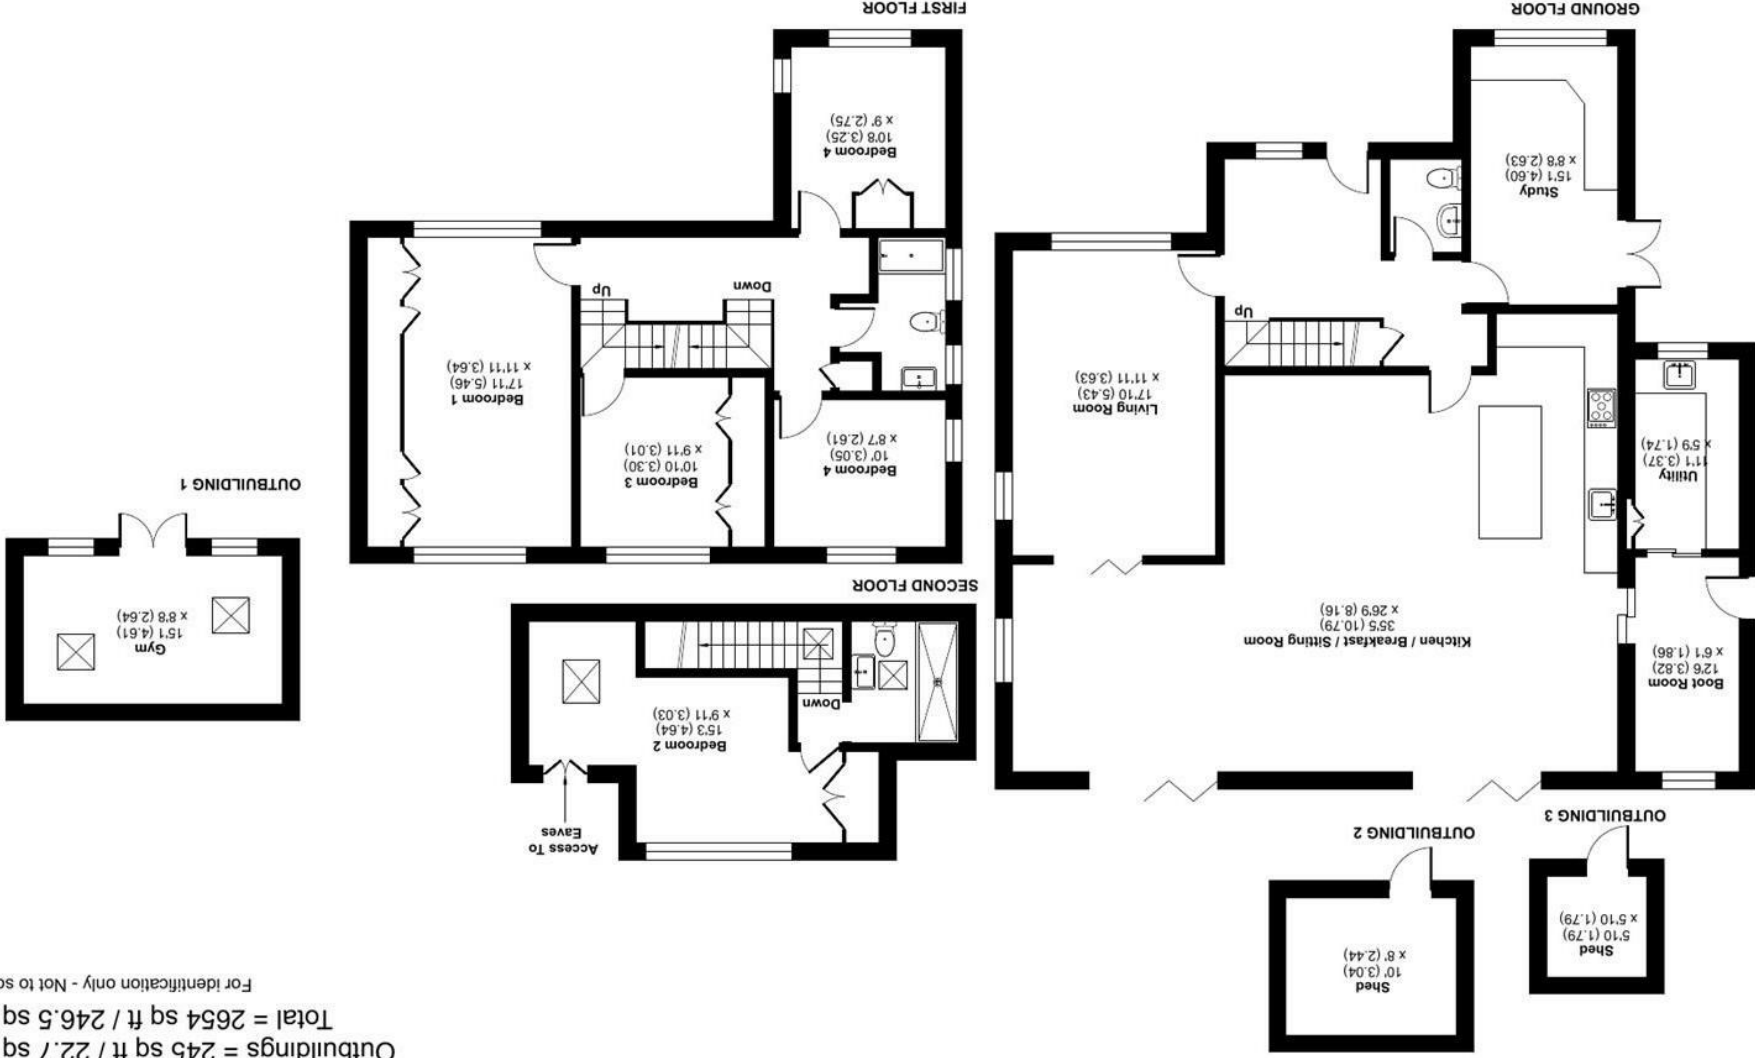 Outbuildings = 245 sq ft / 22.7 sq
Total = 2654 sq ft / 246.5 sq
For identification only - Not to sc
Shed
10' (3.04)
x 8' (2.44)
OUTBUILDING 2
Shed
5'10 (1.79)
x 5'10 (1.79)
OUTBUILDING 3
Boot Room
12'6 (3.82)
x 6'1 (1.86)
Utility
11'1 (3.37)
x 5'9 (1.74)
Kitchen / Breakfast / Sitting Room
35'5 (10.79)
x 26'9 (8.16)
Living Room
17'10 (5.43)
x 11'11 (3.63)
Up
Study
15'1 (4.60)
x 8'8 (2.63)
GROUND FLOOR
Access To
Eaves
Bedroom 2
15'3 (4.64)
x 9'11 (3.03)
Down
SECOND FLOOR
Bedroom 4
10' (3.05)
x 8'7 (2.61)
Bedroom 3
10'10 (3.30)
x 9'11 (3.01)
Bedroom 1
17'11 (5.46)
x 11'11 (3.64)
Down
Up
Bedroom 4
10'8 (3.25)
x 9' (2.75)
FIRST FLOOR
Gym
15'1 (4.61)
x 8'8 (2.64)
OUTBUILDING 1